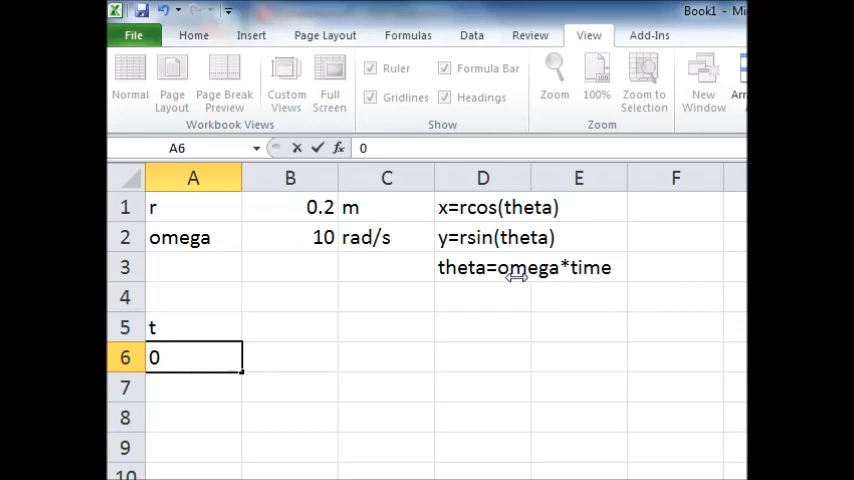 Book1 - Mi
File Home Insert Page Layout Formulas Data Review View Add-Ins
Normal Page Layout Page Break Preview Custom Views Full Screen
Workbook Views
Ruler Formula Bar
Gridlines Headings
Show
Zoom 100% Zoom to Selection
Zoom
New Window Arr
A6 fx 0
A B C D E F
1 r 0.2 m x=rcos(theta)
2 omega 10 rad/s y=rsin(theta)
3 theta=omega*time
4
5 t
6 0
7
8
9
10